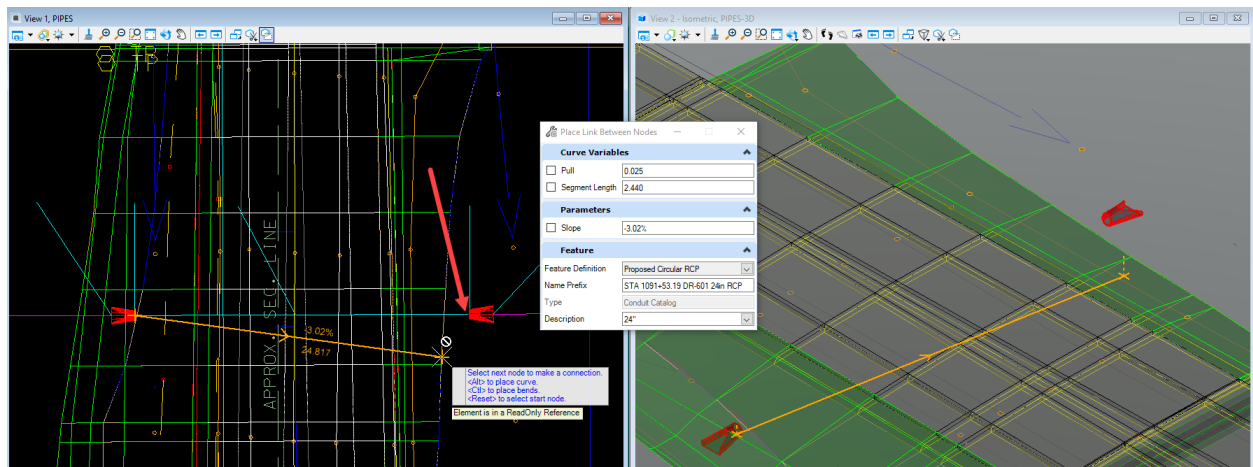 View 1, PIPES
View 2 - Isometric, PIPES-3D
TP
APPROX. SEC. LINE
-3.02%
24.817
Select next node to make a connection.
<Alt> to place curve.
<Ctl> to place bends.
<Reset> to select start node.
Element is in a ReadOnly Reference
Place Link Between Nodes
Curve Variables
Pull 0.025
Segment Length 2.440
Parameters
Slope -3.02%
Feature
Feature Definition Proposed Circular RCP
Name Prefix STA 1091+53.19 DR-601 24in RCP
Type Conduit Catalog
Description 24"